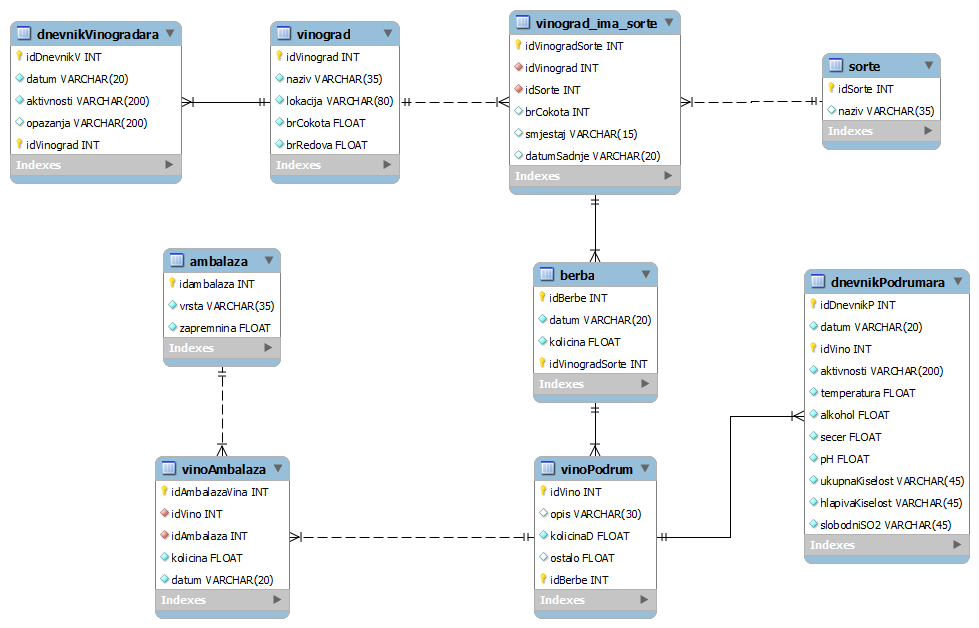 dnevnikVinogradara
idDnevnikV INT
datum VARCHAR(20)
aktivnosti VARCHAR(200)
opazanja VARCHAR(200)
idVinograd INT
Indexes
vinograd
idVinograd INT
naziv VARCHAR(35)
lokacija VARCHAR(80)
brCokota FLOAT
brRedova FLOAT
Indexes
vinograd_ima_sorte
idVinogradSorte INT
idVinograd INT
idSorte INT
brCokota INT
smjestaj VARCHAR(15)
datumSadnje VARCHAR(20)
Indexes
sorte
idSorte INT
naziv VARCHAR(35)
Indexes
ambalaza
idambalaza INT
vrsta VARCHAR(35)
zapremnina FLOAT
Indexes
berba
idBerbe INT
datum VARCHAR(20)
kolicina FLOAT
idVinogradSorte INT
Indexes
dnevnikPodrumara
idDnevnikP INT
datum VARCHAR(20)
idVino INT
aktivnosti VARCHAR(200)
temperatura FLOAT
alkohol FLOAT
secer FLOAT
pH FLOAT
ukupnaKiselost VARCHAR(45)
hlapivaKiselost VARCHAR(45)
slobodniSO2 VARCHAR(45)
Indexes
vinoAmbalaza
idAmbalazaVina INT
idVino INT
idAmbalaza INT
kolicina FLOAT
datum VARCHAR(20)
Indexes
vinoPodrum
idVino INT
opis VARCHAR(30)
kolicinaD FLOAT
ostalo FLOAT
idBerbe INT
Indexes